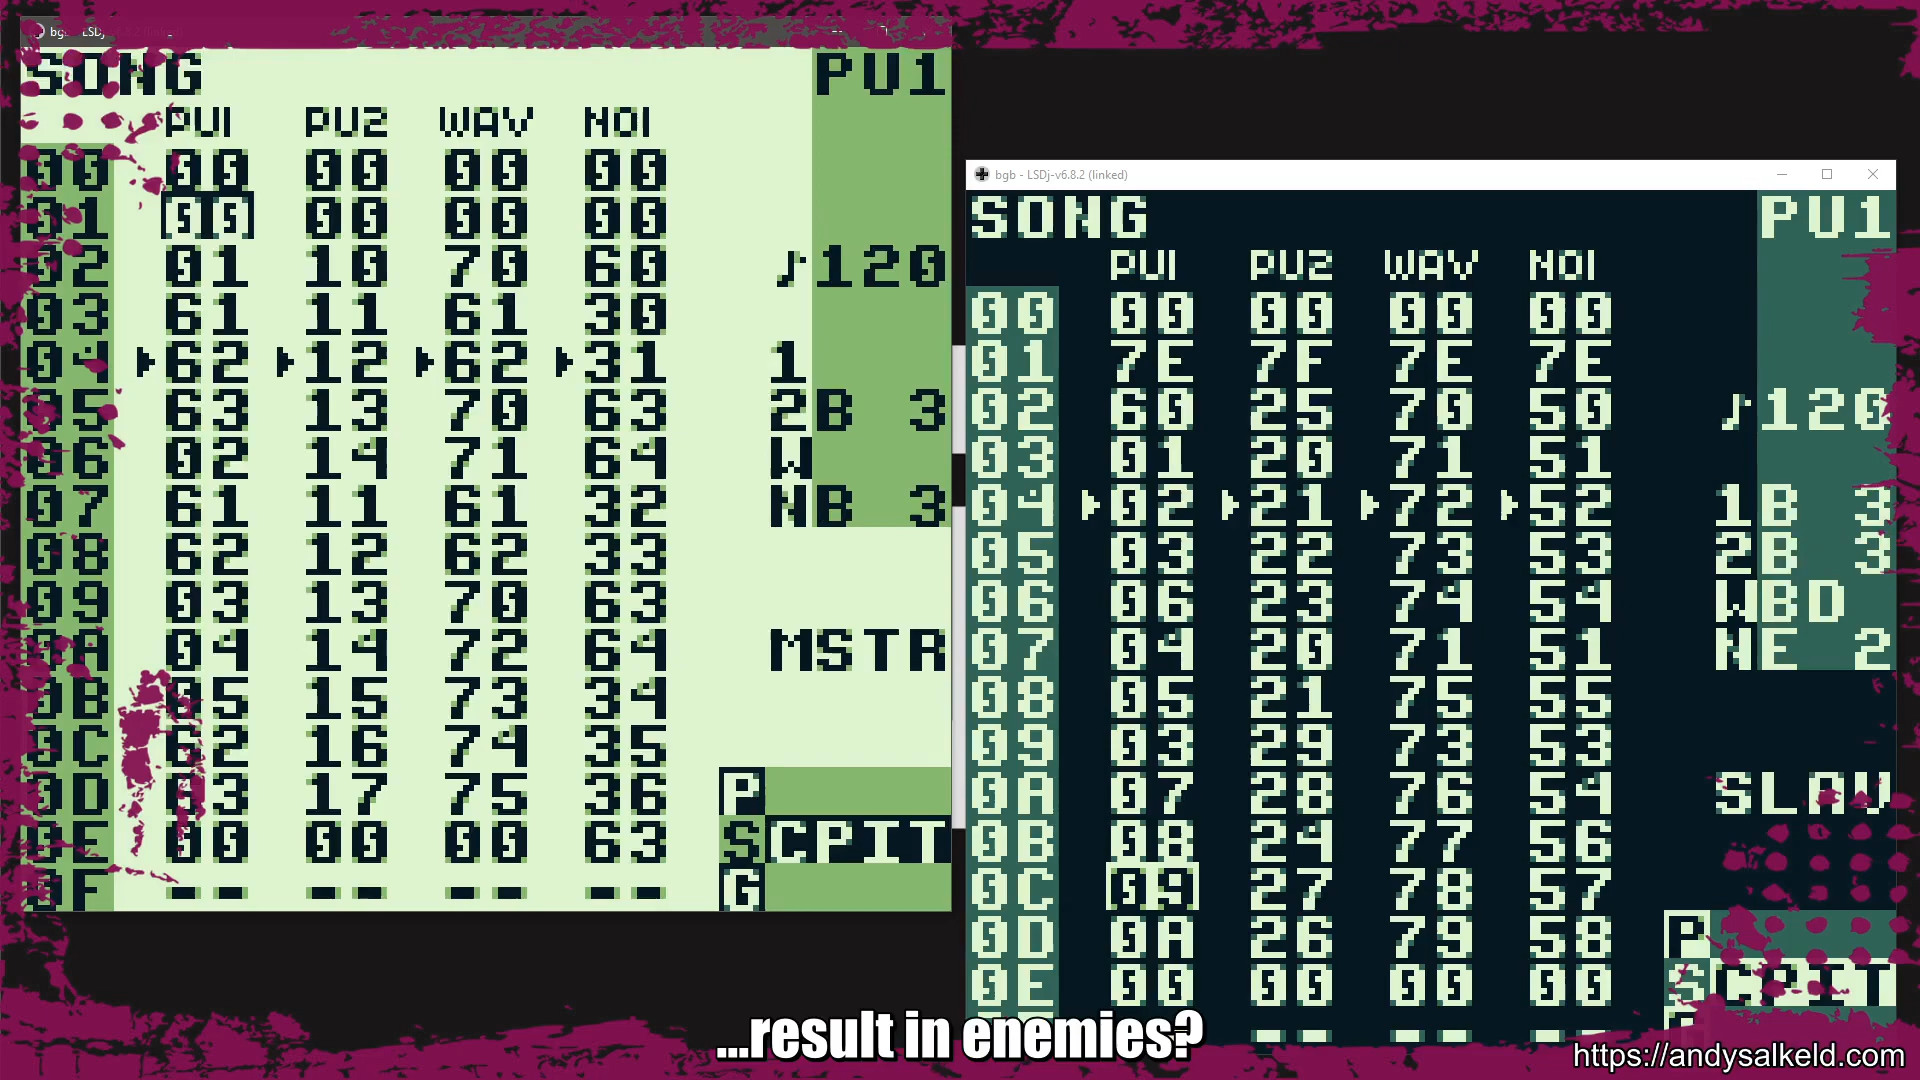 SONG PU1
PU1 PU2 WAV NOI
00 00 00 00 00
01 55 00 00 00
02 01 10 70 60 ♪120
03 61 11 61 30
04 62 12 62 31 1
05 63 13 70 63 2B 3
06 02 14 71 64 W
07 61 11 61 32 NB 3
08 62 12 62 33
09 03 13 70 63
0A 04 14 72 64 MSTR
0B 05 15 73 34
0C 62 16 74 35
0D 63 17 75 36 P
0E 00 00 00 63 SCPIT
0F -- -- -- -- G
bgb - LSDj-v6.8.2 (linked)
SONG PU1
PU1 PU2 WAV NOI
00 00 00 00 00
01 7E 7F 7E 7E
02 60 25 70 50 ♪120
03 01 20 71 51
04 02 21 72 52 1B 3
05 03 22 73 53 2B 3
06 06 23 74 54 WBD
07 04 20 71 51 NE 2
08 05 21 75 55
09 03 29 73 53
0A 07 28 76 54 SLAV
0B 08 24 77 56
0C 09 27 78 57
0D 0A 26 79 58 P
0E 00 00 00 00 SCPIT
...result in enemies?
https://andysalkeld.com